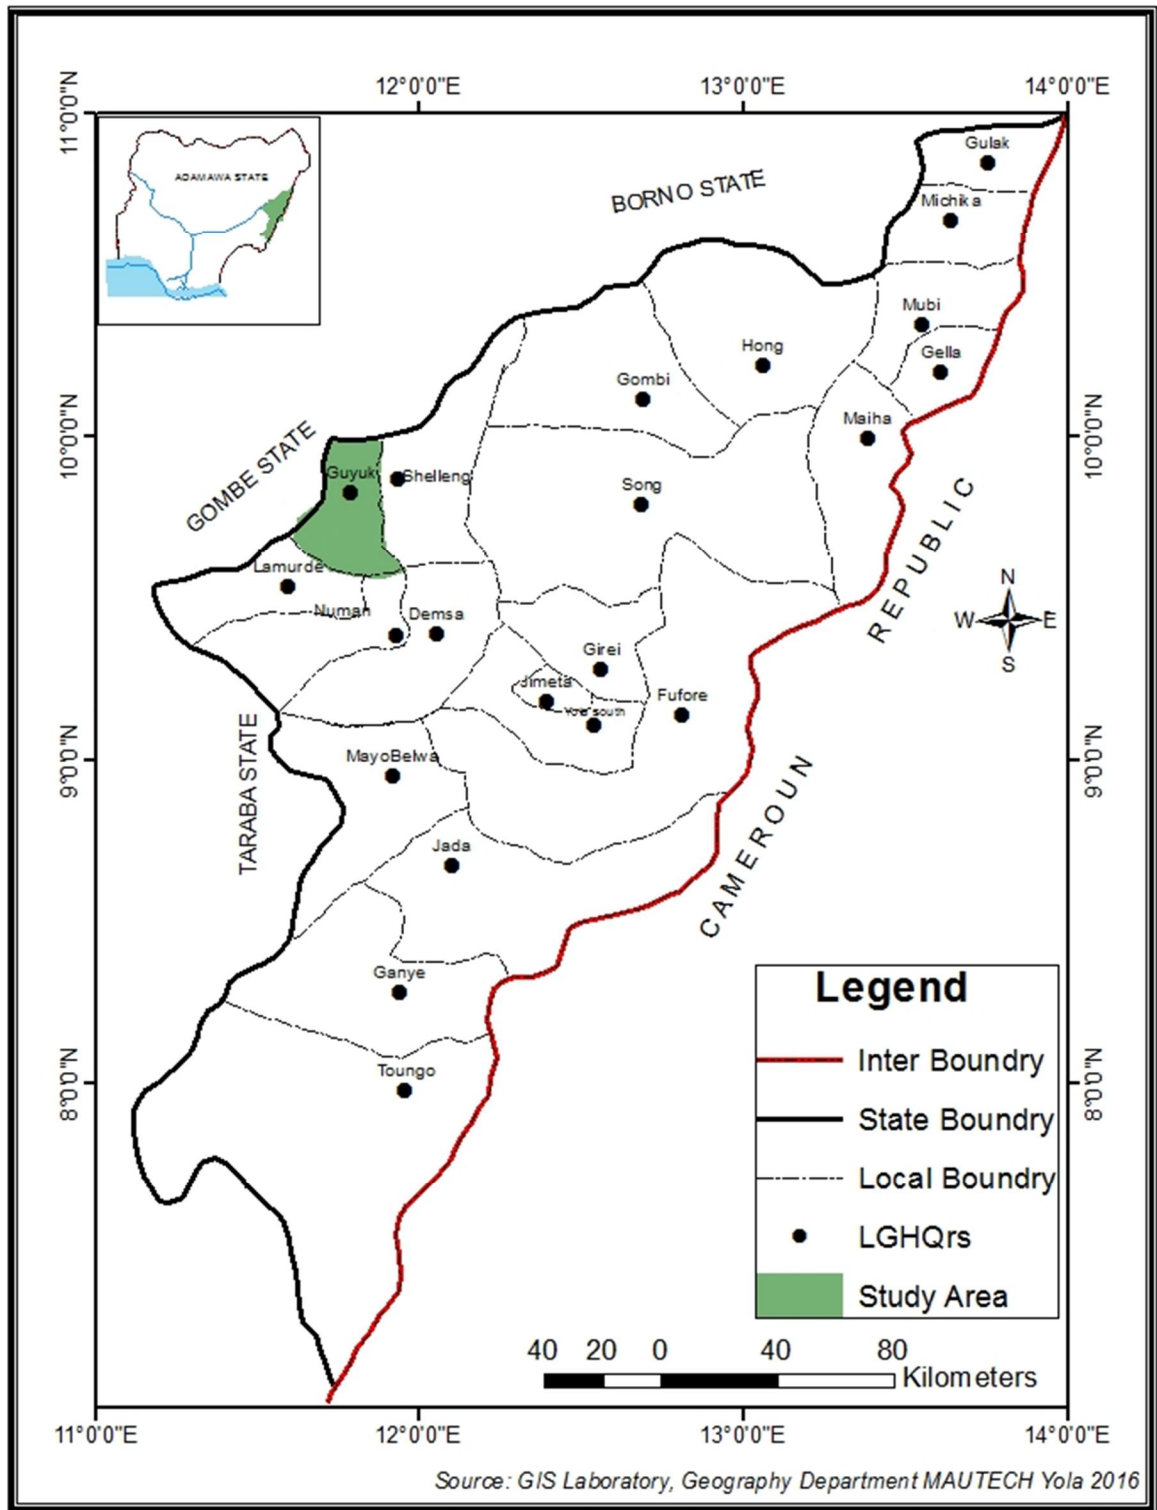 12°0'0"E
13°0'0"E
14°0'0"E
11°0'0"N
11°0'0"N
ADAMAWA STATE
BORNO STATE
Gulak
Michika
Mubi
Gella
Hong
Gombi
Maiha
10°0'0"N
10°0'0"N
GOMBE STATE
Guyuk
Shelleng
Song
REPUBLIC
Lamurde
Numan
Demsa
N
W
E
S
Girei
Jimeta
Yola south
Fufore
TARABA STATE
MayoBelwa
9°0'0"N
9°0'0"N
CAMEROUN
Jada
Ganye
Toungo
8°0'0"N
8°0'0"N
Legend
Inter Boundry
State Boundry
Local Boundry
LGHQrs
Study Area
40 20 0 40 80
Kilometers
11°0'0"E
12°0'0"E
13°0'0"E
14°0'0"E
Source: GIS Laboratory, Geography Department MAUTECH Yola 2016